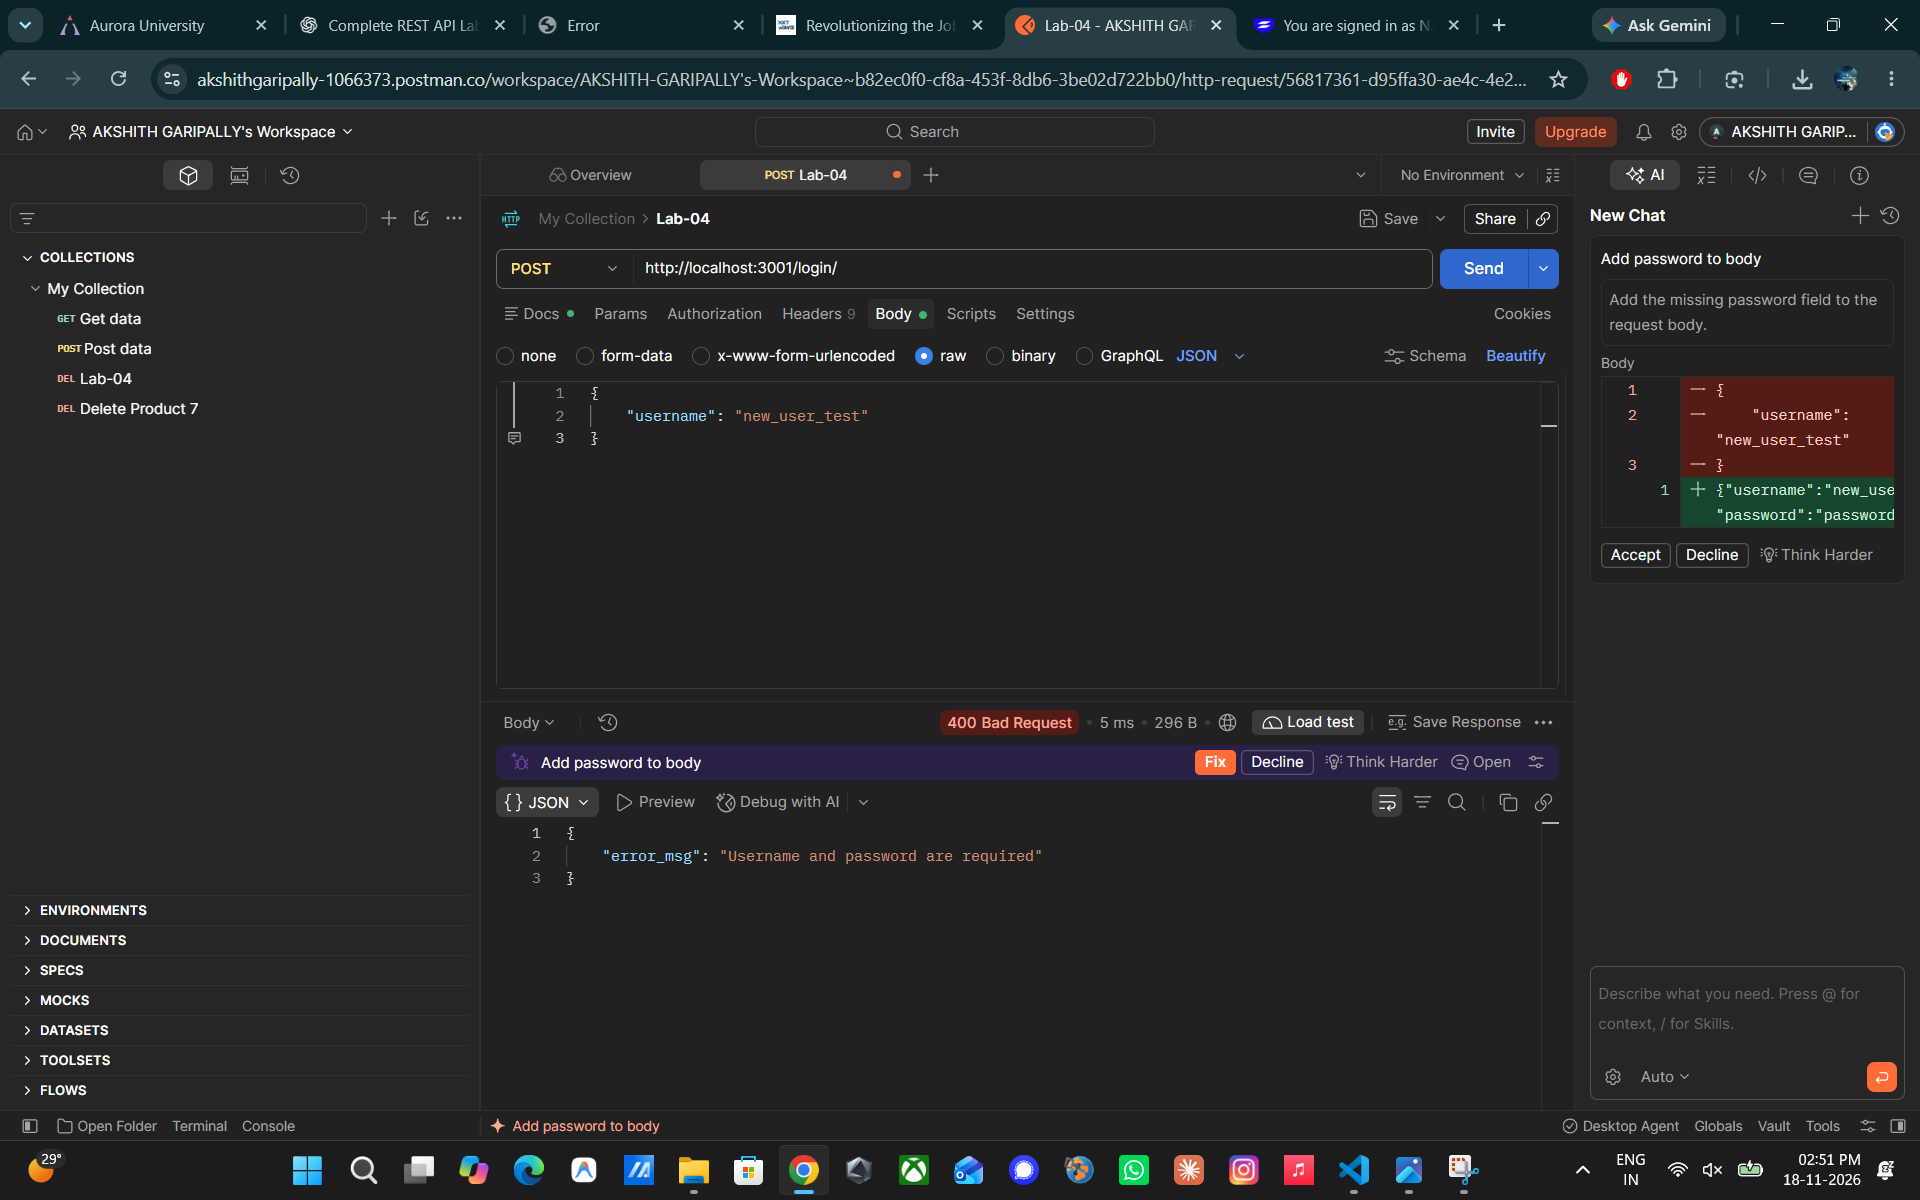 Aurora University
Complete REST API La
Error
Revolutionizing the Jo
Lab-04 - AKSHITH GAR
You are signed in as N
Ask Gemini
akshithgaripally-1066373.postman.co/workspace/AKSHITH-GARIPALLY's-Workspace~b82ec0f0-cf8a-453f-8db6-3be02d722bb0/http-request/56817361-d95ffa30-ae4c-4e2...
AKSHITH GARIPALLY's Workspace
Search
Invite
Upgrade
AKSHITH GARIP...
Overview
POST Lab-04
No Environment
AI
My Collection > Lab-04
Save
Share
New Chat
COLLECTIONS
My Collection
GET Get data
POST Post data
DEL Lab-04
DEL Delete Product 7
POST
http://localhost:3001/login/
Send
Docs
Params
Authorization
Headers 9
Body
Scripts
Settings
Cookies
none
form-data
x-www-form-urlencoded
raw
binary
GraphQL
JSON
Schema
Beautify
1 {
2 "username": "new_user_test"
3 }
Add password to body
Add the missing password field to the
request body.
Body
1 — {
2 — "username":
"new_user_test"
3 — }
1 + {"username":"new_use
"password":"password
Accept
Decline
Think Harder
Body
400 Bad Request
5 ms
296 B
Load test
e.g. Save Response
Add password to body
Fix
Decline
Think Harder
Open
{} JSON
Preview
Debug with AI
1 {
2 "error_msg": "Username and password are required"
3 }
ENVIRONMENTS
DOCUMENTS
SPECS
MOCKS
DATASETS
TOOLSETS
FLOWS
Describe what you need. Press @ for
context, / for Skills.
Auto
Open Folder
Terminal
Console
Add password to body
Desktop Agent
Globals
Vault
Tools
29°
ENG
IN
02:51 PM
18-11-2026